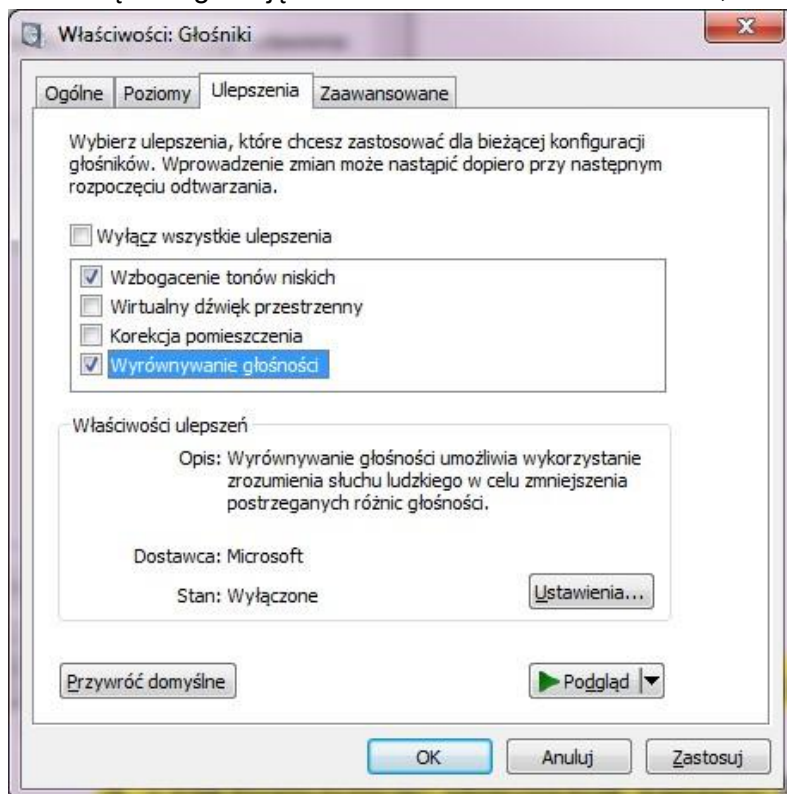 Właściwości: Głośniki
Ogólne Poziomy Ulepszenia Zaawansowane
Wybierz ulepszenia, które chcesz zastosować dla bieżącej konfiguracji
głośników. Wprowadzenie zmian może nastąpić dopiero przy następnym
rozpoczęciu odtwarzania.
Wyłącz wszystkie ulepszenia
Wzbogacenie tonów niskich
Wirtualny dźwięk przestrzenny
Korekcja pomieszczenia
Wyrównywanie głośności
Właściwości ulepszeń
Opis: Wyrównywanie głośności umożliwia wykorzystanie
zrozumienia słuchu ludzkiego w celu zmniejszenia
postrzeganych różnic głośności.
Dostawca: Microsoft
Stan: Wyłączone
Ustawienia...
Przywróć domyślne
Podgląd
OK Anuluj Zastosuj